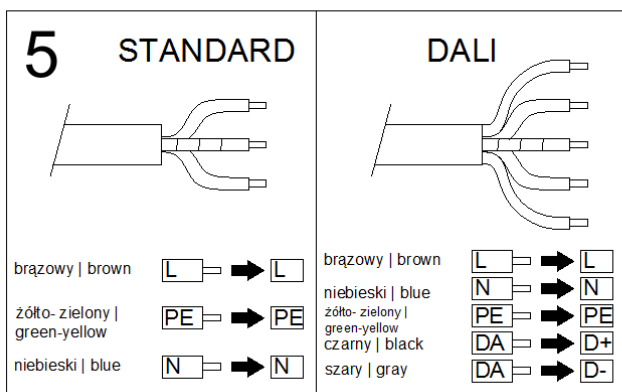 5 STANDARD
brązowy | brown L L
żółto- zielony |
green-yellow PE PE
niebieski | blue N N
DALI
brązowy | brown L L
niebieski | blue N N
żółto- zielony |
green-yellow PE PE
czarny | black DA D+
szary | gray DA D-